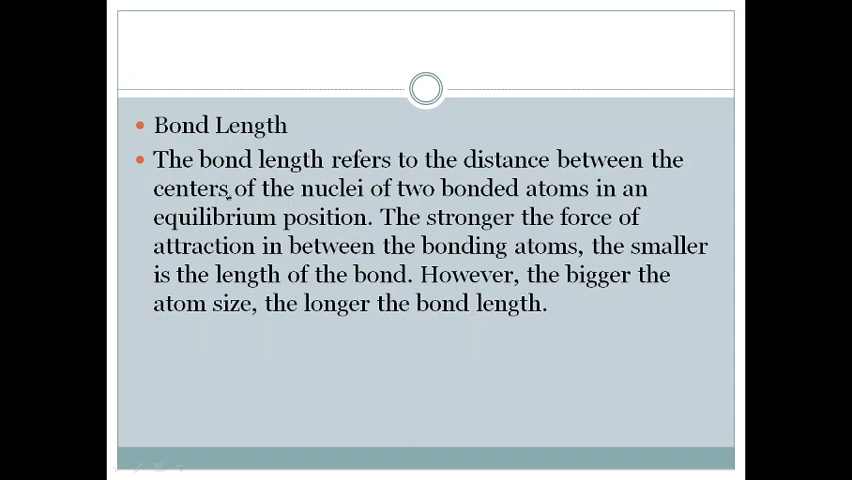 Bond Length
The bond length refers to the distance between the
centers of the nuclei of two bonded atoms in an
equilibrium position. The stronger the force of
attraction in between the bonding atoms, the smaller
is the length of the bond. However, the bigger the
atom size, the longer the bond length.